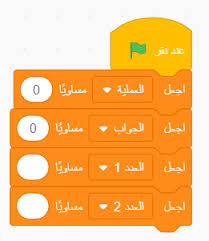 عند نقر
اجعل العملية مساويًا 0
اجعل الجواب مساويًا 0
اجعل العدد 1 مساويًا
اجعل العدد 2 مساويًا